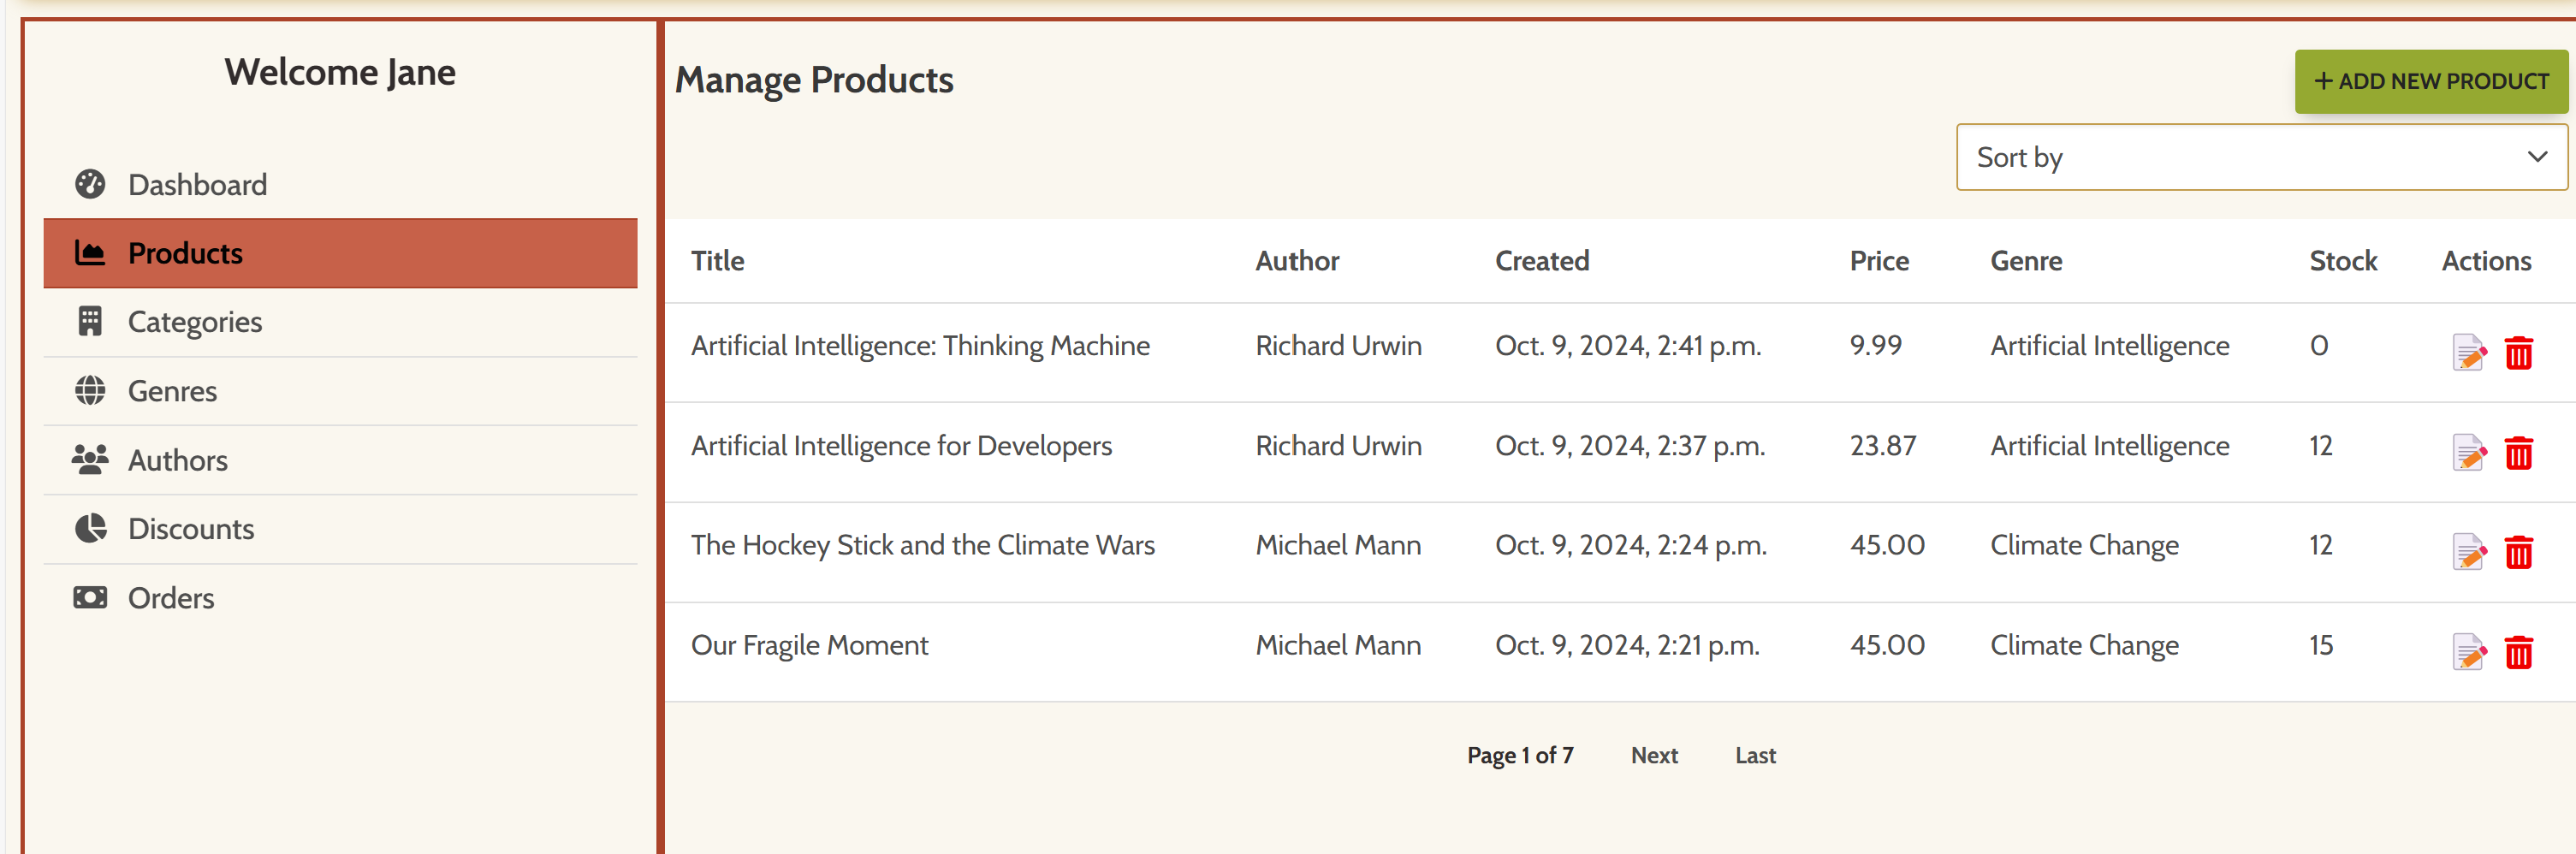 Welcome Jane
Dashboard
Products
Categories
Genres
Authors
Discounts
Orders
Manage Products
+ ADD NEW PRODUCT
Sort by
Title Author Created Price Genre Stock Actions
Artificial Intelligence: Thinking Machine Richard Urwin Oct. 9, 2024, 2:41 p.m. 9.99 Artificial Intelligence 0
Artificial Intelligence for Developers Richard Urwin Oct. 9, 2024, 2:37 p.m. 23.87 Artificial Intelligence 12
The Hockey Stick and the Climate Wars Michael Mann Oct. 9, 2024, 2:24 p.m. 45.00 Climate Change 12
Our Fragile Moment Michael Mann Oct. 9, 2024, 2:21 p.m. 45.00 Climate Change 15
Page 1 of 7 Next Last